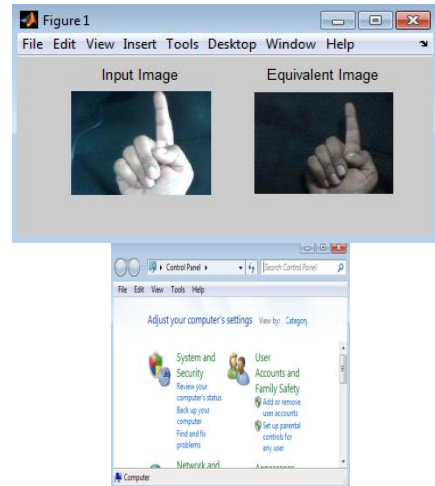 Figure 1
File Edit View Insert Tools Desktop Window Help
Input Image Equivalent Image
Control Panel
Search Control Panel
File Edit View Tools Help
Adjust your computer's settings View by: Category
System and
Security
Review your
computer's status
Back up your
computer
Find and fix
problems
User
Accounts and
Family Safety
Add or remove
user accounts
Set up parental
controls for
any user
Network and
Appearance
Computer